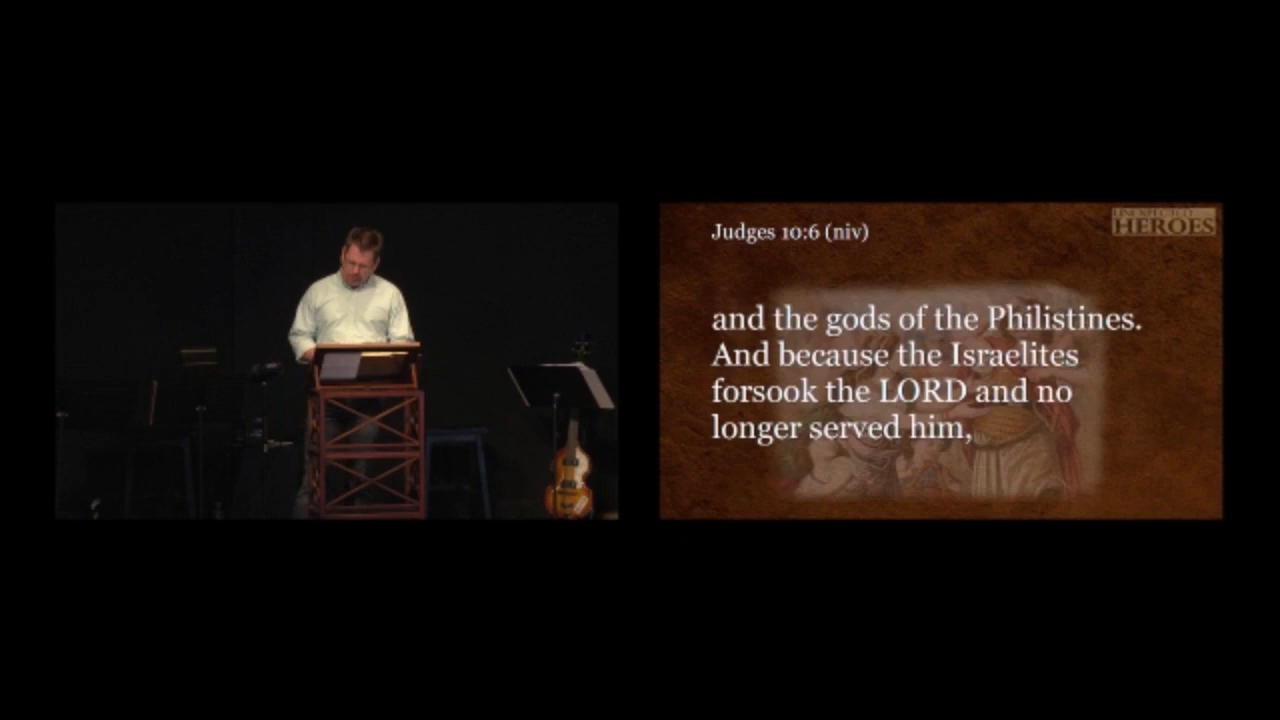 Judges 10:6 (niv)
UNEXPECTED
HEROES
and the gods of the Philistines.
And because the Israelites
forsook the LORD and no
longer served him,